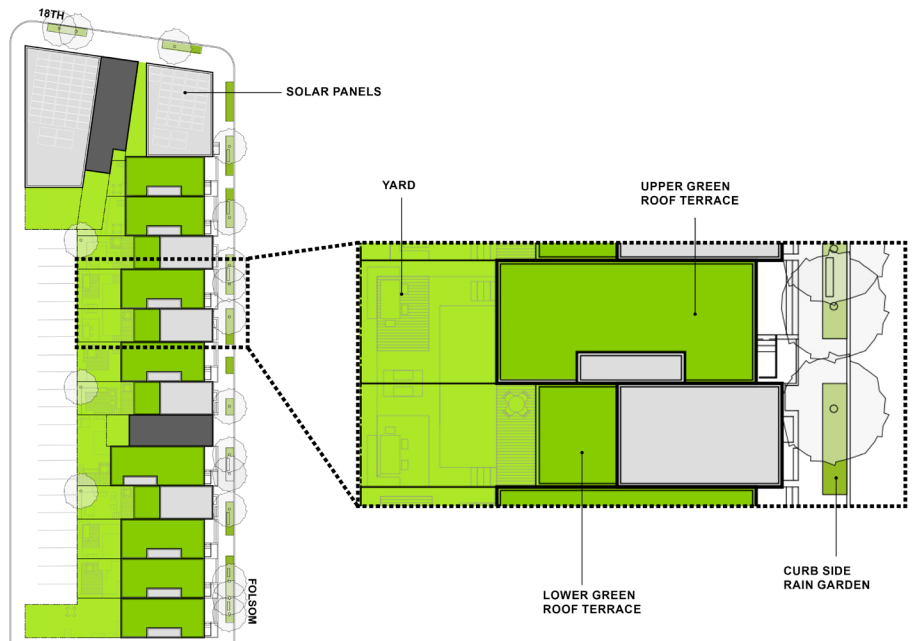 18TH
SOLAR PANELS
YARD
UPPER GREEN
ROOF TERRACE
LOWER GREEN
ROOF TERRACE
CURB SIDE
RAIN GARDEN
FOLSOM